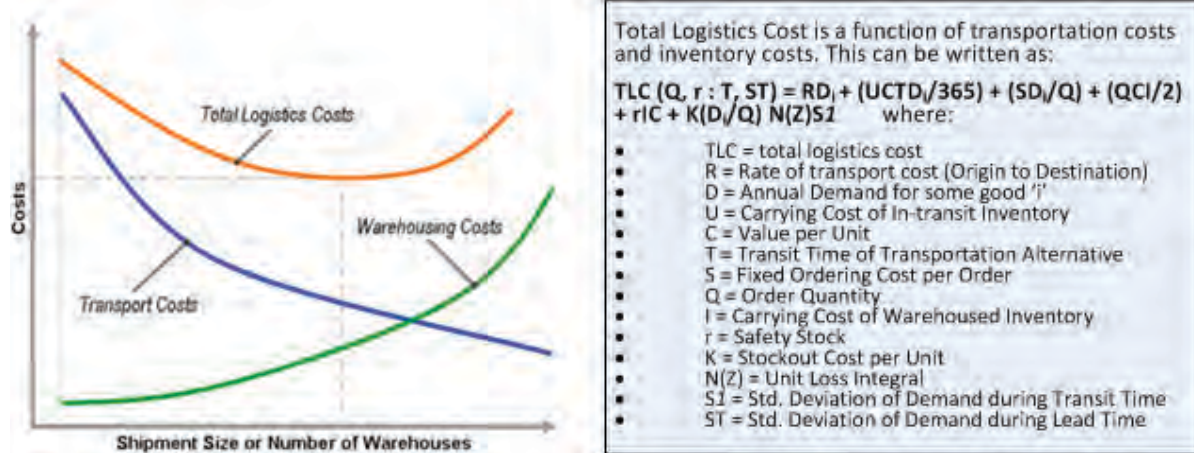 Costs
Total Logistics Costs
Warehousing Costs
Transport Costs
Shipment Size or Number of Warehouses
Total Logistics Cost is a function of transportation costs
and inventory costs. This can be written as:
TLC (Q, r : T, ST) = RDᵢ + (UCTDᵢ/365) + (SDᵢ/Q) + (QCI/2)
+ rIC + K(Dᵢ/Q) N(Z)S1 where:
• TLC = total logistics cost
• R = Rate of transport cost (Origin to Destination)
• D = Annual Demand for some good 'i'
• U = Carrying Cost of In-transit Inventory
• C = Value per Unit
• T = Transit Time of Transportation Alternative
• S = Fixed Ordering Cost per Order
• Q = Order Quantity
• I = Carrying Cost of Warehoused Inventory
• r = Safety Stock
• K = Stockout Cost per Unit
• N(Z) = Unit Loss Integral
• S1 = Std. Deviation of Demand during Transit Time
• ST = Std. Deviation of Demand during Lead Time